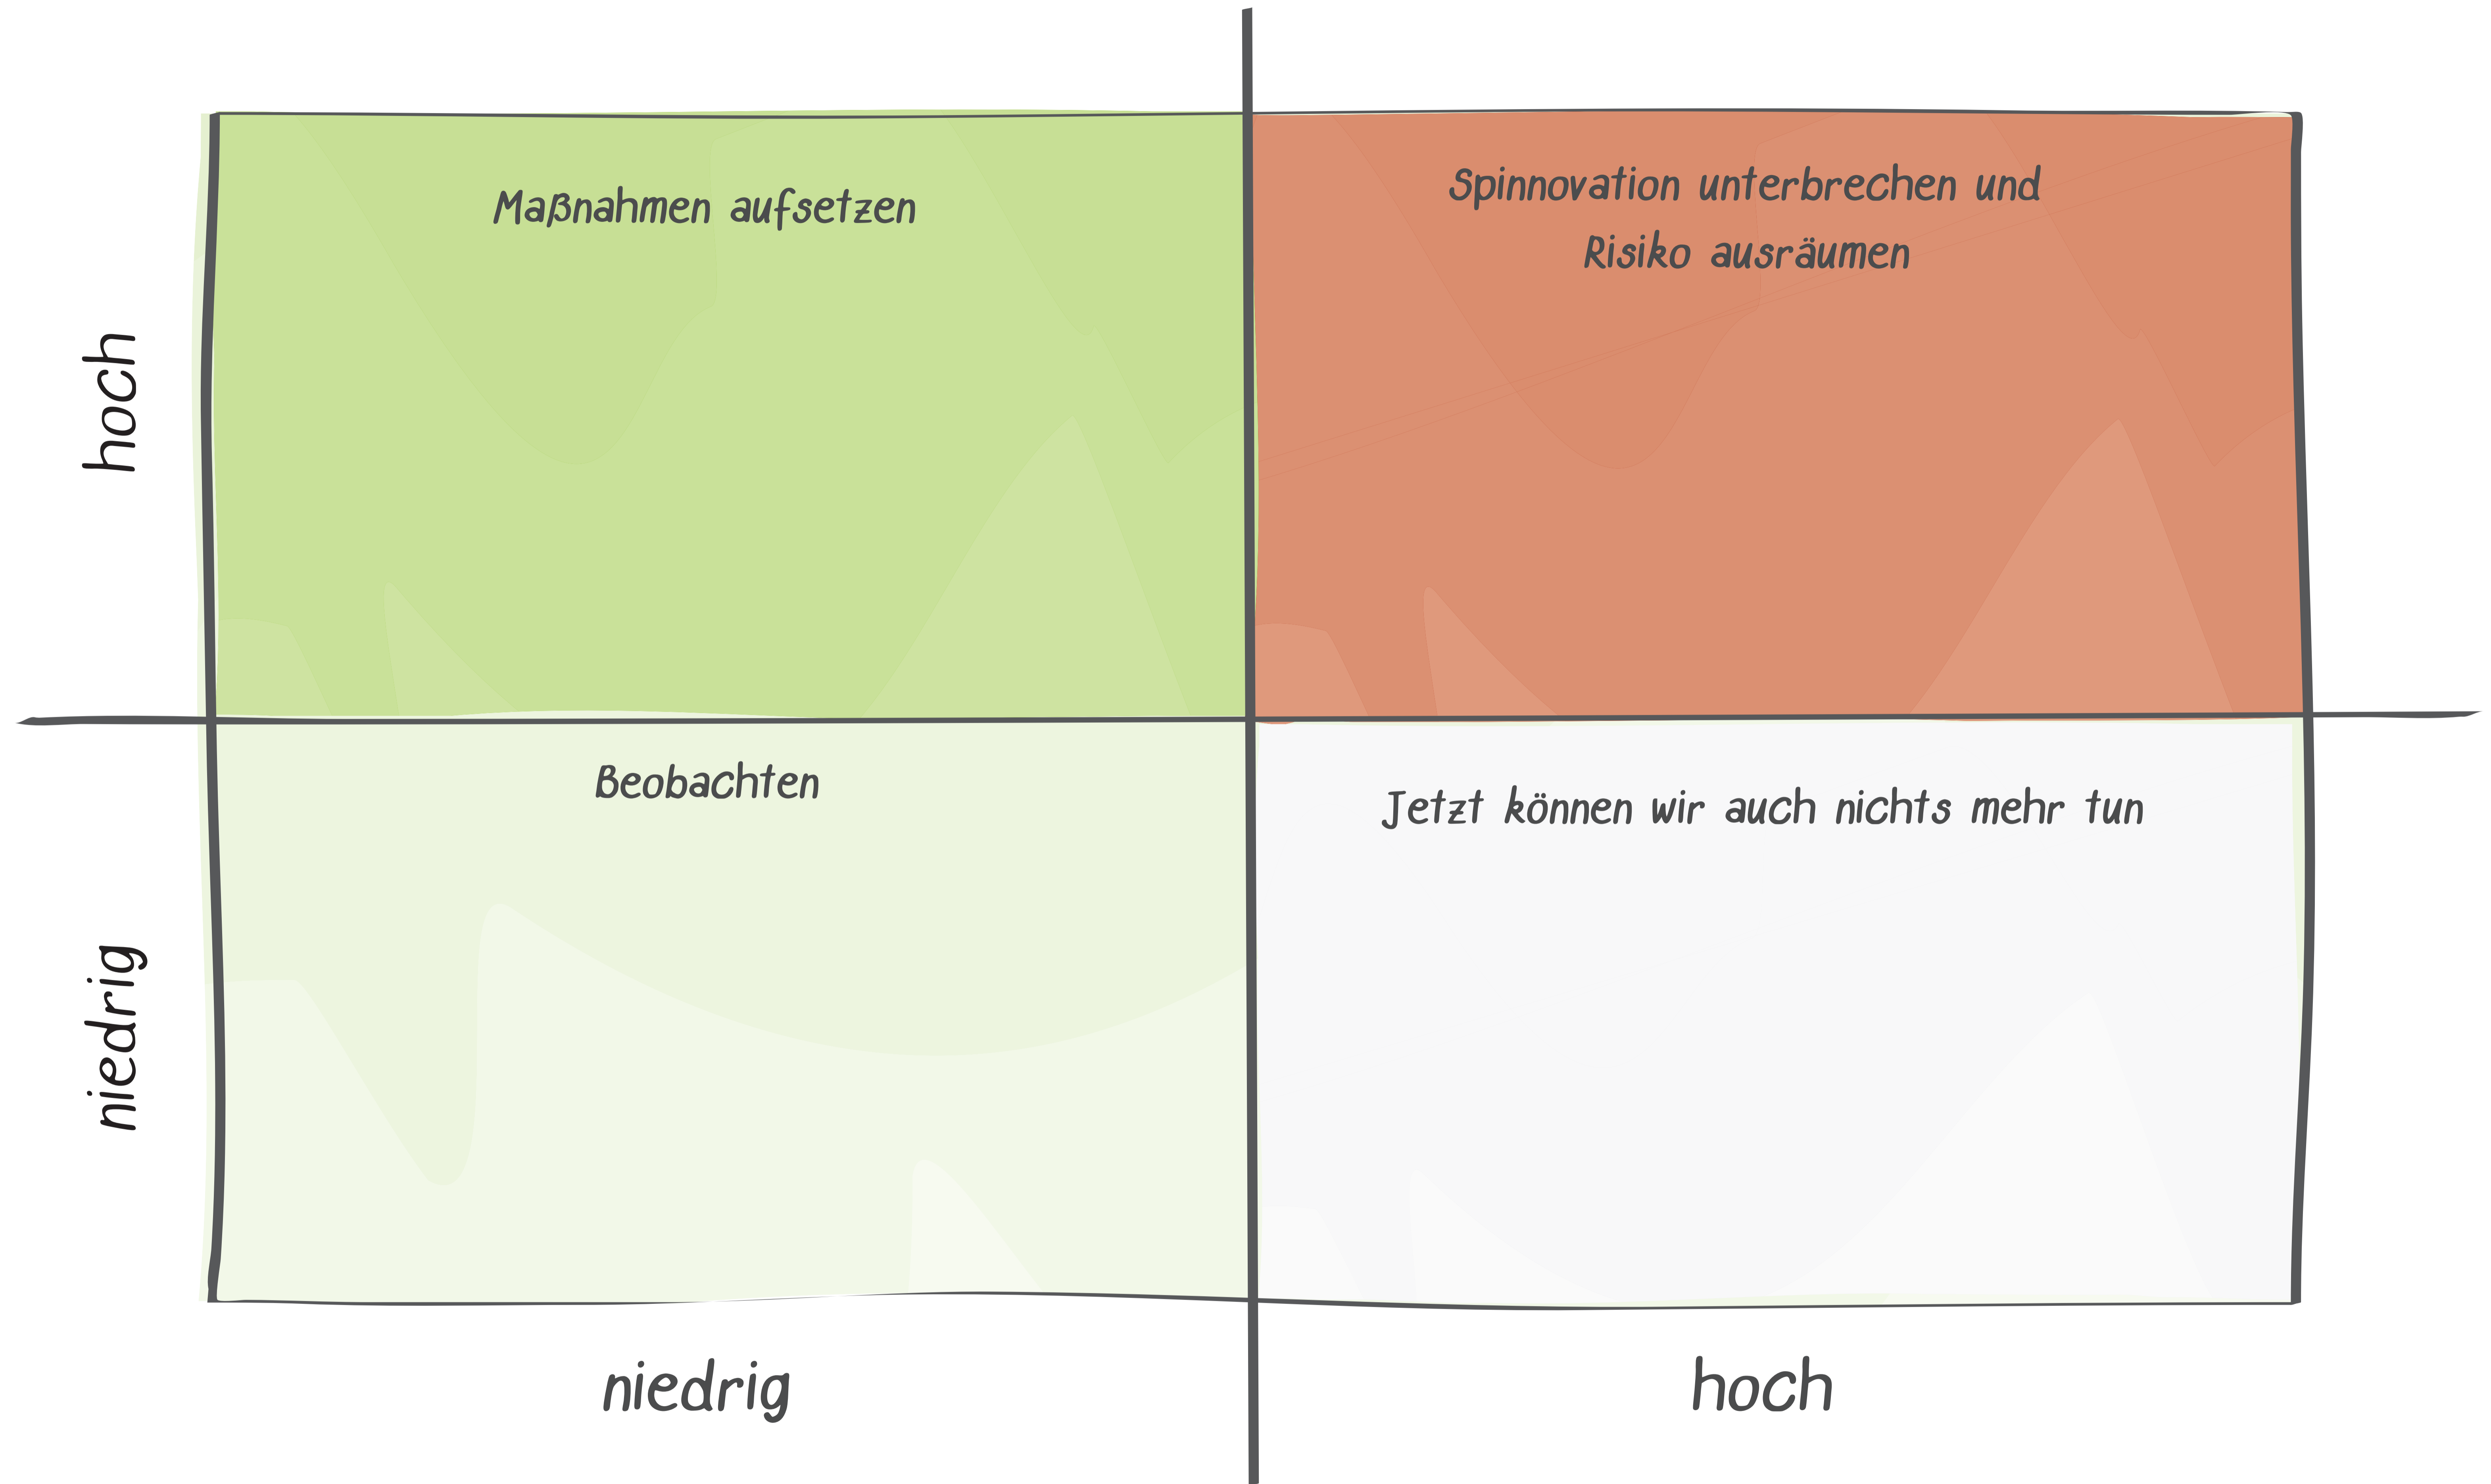 Maßnahmen aufsetzen
Spinnovation unterbrechen und
Risiko ausräumen
hoch
Beobachten
Jetzt können wir auch nichts mehr tun
niedrig
niedrig
hoch